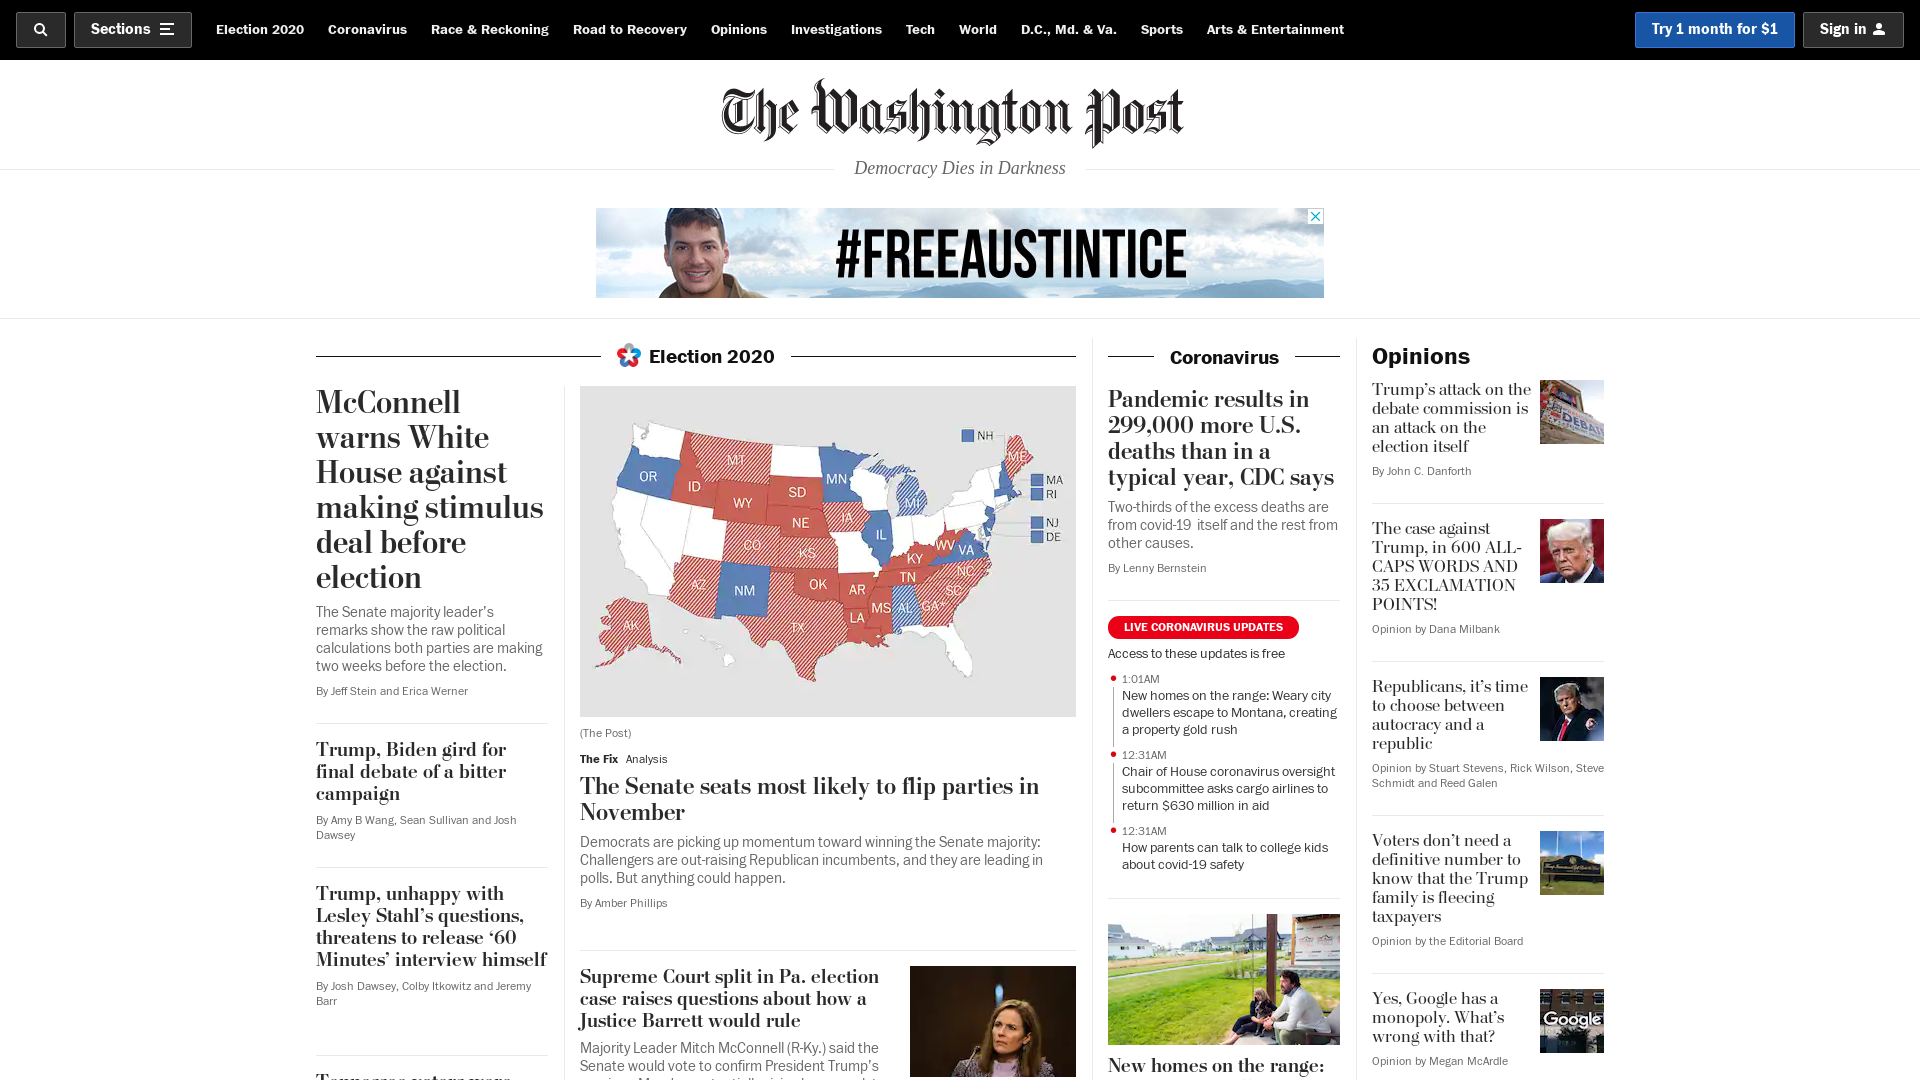 Sections
Election 2020
Coronavirus
Race & Reckoning
Road to Recovery
Opinions
Investigations
Tech
World
D.C., Md. & Va.
Sports
Arts & Entertainment
Try 1 month for $1
Sign in
The Washington Post
Democracy Dies in Darkness
#FREEAUSTINTICE
Election 2020
McConnell
warns White
House against
making stimulus
deal before
election
The Senate majority leader’s
remarks show the raw political
calculations both parties are making
two weeks before the election.
By Jeff Stein and Erica Werner
Trump, Biden gird for
final debate of a bitter
campaign
By Amy B Wang, Sean Sullivan and Josh
Dawsey
Trump, unhappy with
Lesley Stahl’s questions,
threatens to release ‘60
Minutes’ interview himself
By Josh Dawsey, Colby Itkowitz and Jeremy
Barr
NH
ME
MT
OR
MN
MA
ID
RI
SD
WY
MI
IA
NE
NJ
IL
DE
CO
WV
VA
KS
KY
NC
TN
AZ
OK
NM
AR
SC
MS
AL
GA*
LA
AK
TX
(The Post)
The Fix Analysis
The Senate seats most likely to flip parties in
November
Democrats are picking up momentum toward winning the Senate majority:
Challengers are out-raising Republican incumbents, and they are leading in
polls. But anything could happen.
By Amber Phillips
Supreme Court split in Pa. election
case raises questions about how a
Justice Barrett would rule
Majority Leader Mitch McConnell (R-Ky.) said the
Senate would vote to confirm President Trump’s
Coronavirus
Pandemic results in
299,000 more U.S.
deaths than in a
typical year, CDC says
Two-thirds of the excess deaths are
from covid-19 itself and the rest from
other causes.
By Lenny Bernstein
LIVE CORONAVIRUS UPDATES
Access to these updates is free
1:01AM
New homes on the range: Weary city
dwellers escape to Montana, creating
a property gold rush
12:31AM
Chair of House coronavirus oversight
subcommittee asks cargo airlines to
return $630 million in aid
12:31AM
How parents can talk to college kids
about covid-19 safety
New homes on the range:
Opinions
Trump’s attack on the
debate commission is
an attack on the
election itself
By John C. Danforth
DEBATE
The case against
Trump, in 600 ALL-
CAPS WORDS AND
35 EXCLAMATION
POINTS!
Opinion by Dana Milbank
Republicans, it’s time
to choose between
autocracy and a
republic
Opinion by Stuart Stevens, Rick Wilson, Steve
Schmidt and Reed Galen
Voters don’t need a
definitive number to
know that the Trump
family is fleecing
taxpayers
Opinion by the Editorial Board
Yes, Google has a
monopoly. What’s
wrong with that?
Opinion by Megan McArdle
Google